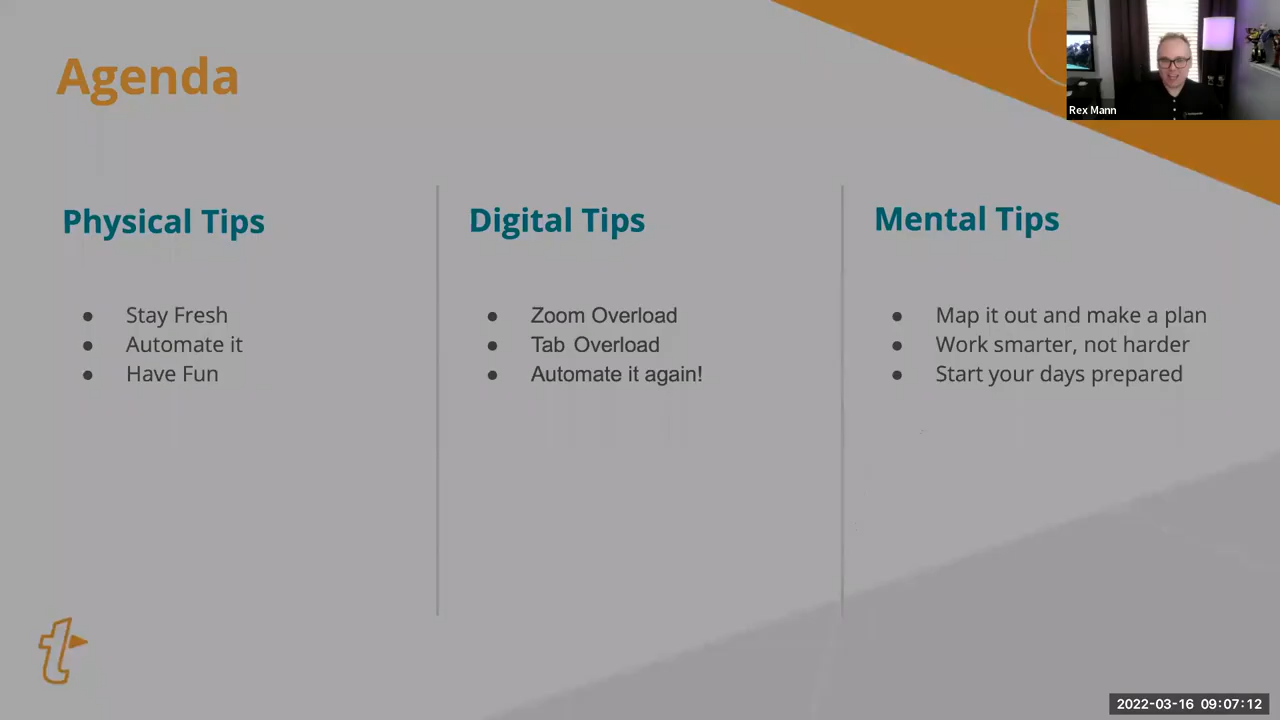 Agenda
Rex Mann
Physical Tips
Stay Fresh
Automate it
Have Fun
Digital Tips
Zoom Overload
Tab Overload
Automate it again!
Mental Tips
Map it out and make a plan
Work smarter, not harder
Start your days prepared
t
2022-03-16 09:07:12